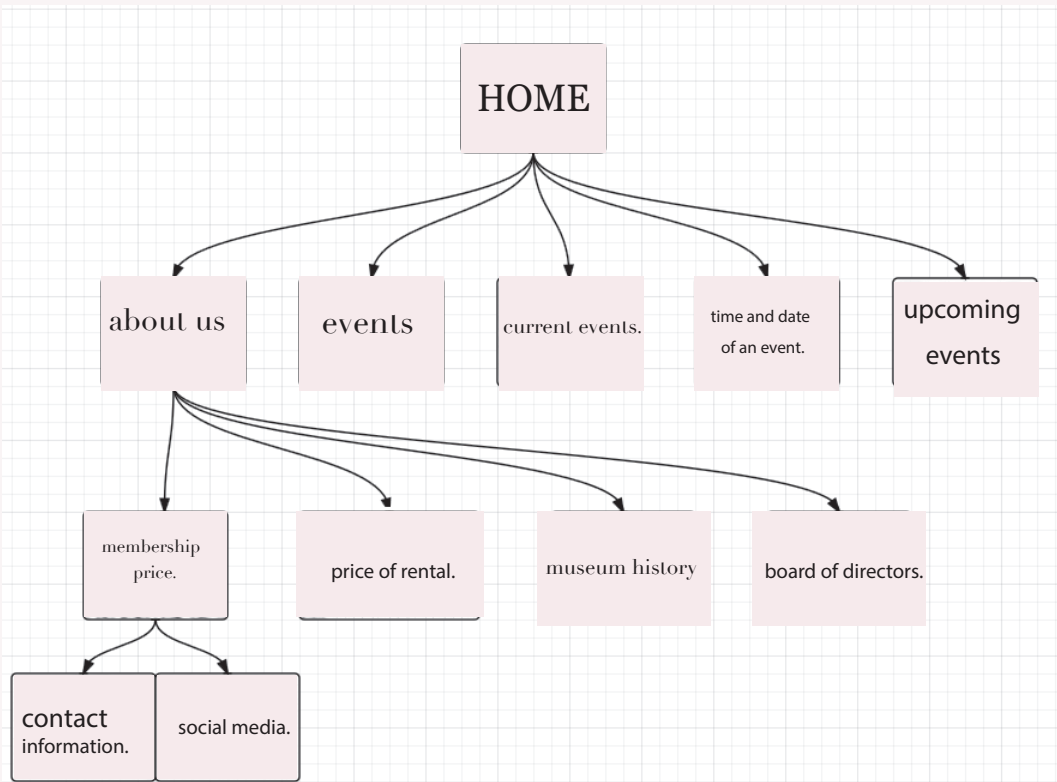 HOME
about us
events
current events.
time and date
of an event.
upcoming
events
membership
price.
price of rental.
museum history
board of directors.
contact
information.
social media.